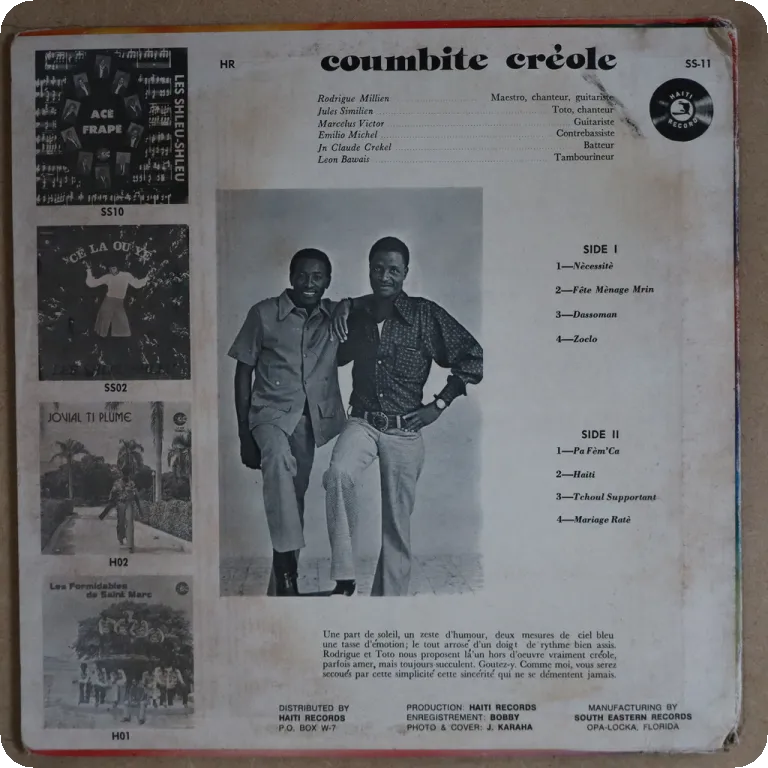 HR
coumbite créole
SS-11
HAITI RECORDS
Rodrigue Millien Maestro, chanteur, guitariste
Jules Similien Toto, chanteur
Marcelus Victor Guitariste
Emilio Michel Contrebassiste
Jn Claude Crekel Batteur
Leon Bawais Tambourineur
ACE
FRAPE
LES SHLEU-SHLEU
SS10
CE LA OU YE
SS02
JOVIAL TI PLUME
H02
Les Formidables
de Saint Marc
H01
SIDE I
1—Nècessitè
2—Fête Mènage Mrin
3—Dassoman
4—Zoclo
SIDE II
1—Pa Fèm'Ca
2—Haiti
3—Tchoul Supportant
4—Mariage Ratè
Une part de soleil, un zeste d'humour, deux mesures de ciel bleu
une tasse d'émotion; le tout arrosé d'un doigt de rythme bien assis.
Rodrigue et Toto nous proposent là'un hors d'oeuvre vraiment créole,
parfois amer, mais toujours succulent. Goutez-y. Comme moi, vous serez
secoués par cette simplicité cette sincérité qui ne se démentent jamais.
DISTRIBUTED BY
HAITI RECORDS
P.O. BOX W-7
PRODUCTION: HAITI RECORDS
ENREGISTREMENT: BOBBY
PHOTO & COVER: J. KARAHA
MANUFACTURING BY
SOUTH EASTERN RECORDS
OPA-LOCKA, FLORIDA